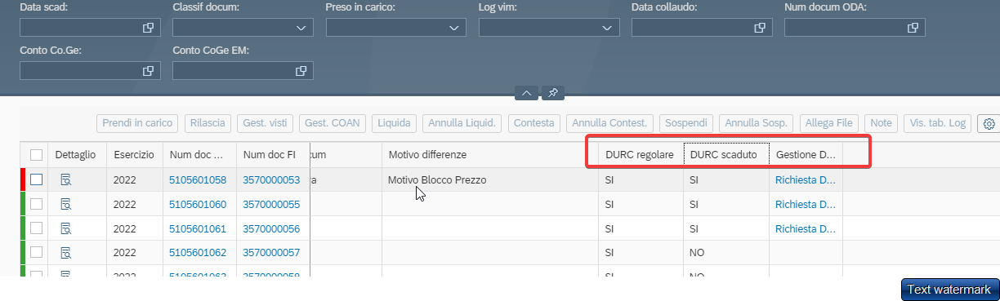 Data scad: Classif docum: Preso in carico: Log vim: Data collaudo: Num docum ODA:
Conto Co.Ge: Conto CoGe EM:
Prendi in carico Rilascia Gest. visti Gest. COAN Liquida Annulla Liquid. Contesta Annulla Contest. Sospendi Annulla Sosp. Allega File Note Vis. tab. Log
Dettaglio Esercizio Num doc ... Num doc FI cum Motivo differenze DURC regolare DURC scaduto Gestione D...
2022 5105601058 3570000053 ra Motivo Blocco Prezzo SI SI Richiesta D...
2022 5105601060 3570000055 SI SI Richiesta D...
2022 5105601061 3570000056 SI SI Richiesta D...
2022 5105601062 3570000057 SI NO
2022 SI NO
Text watermark